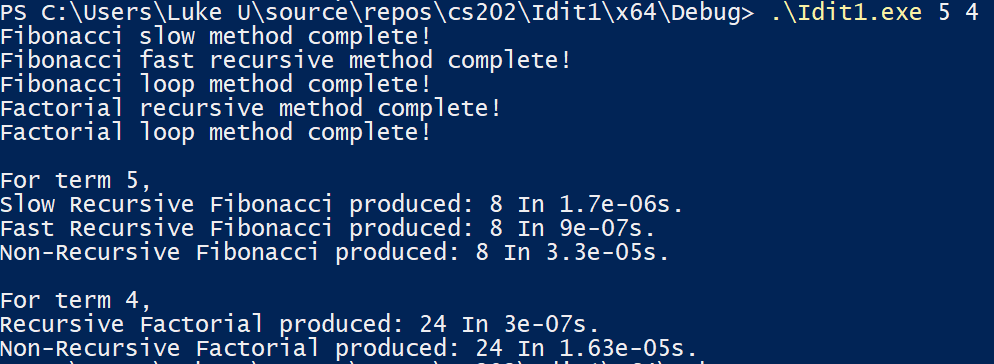 PS C:\Users\Luke U\source\repos\cs202\Idit1\x64\Debug> .\Idit1.exe 5 4
Fibonacci slow method complete!
Fibonacci fast recursive method complete!
Fibonacci loop method complete!
Factorial recursive method complete!
Factorial loop method complete!

For term 5,
Slow Recursive Fibonacci produced: 8 In 1.7e-06s.
Fast Recursive Fibonacci produced: 8 In 9e-07s.
Non-Recursive Fibonacci produced: 8 In 3.3e-05s.

For term 4,
Recursive Factorial produced: 24 In 3e-07s.
Non-Recursive Factorial produced: 24 In 1.63e-05s.